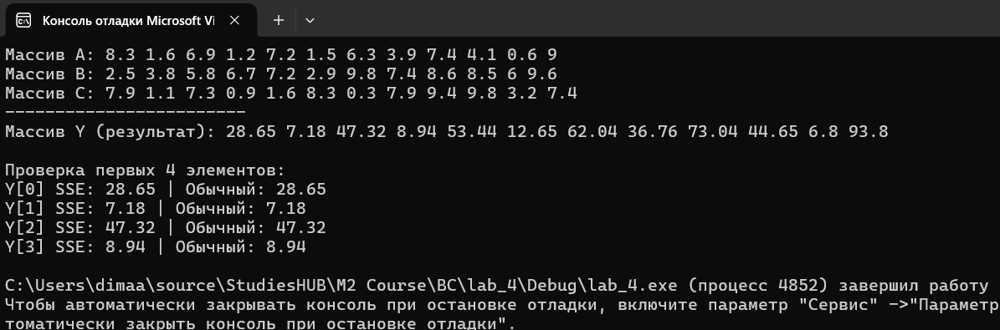 Консоль отладки Microsoft Vi
Массив A: 8.3 1.6 6.9 1.2 7.2 1.5 6.3 3.9 7.4 4.1 0.6 9
Массив B: 2.5 3.8 5.8 6.7 7.2 2.9 9.8 7.4 8.6 8.5 6 9.6
Массив C: 7.9 1.1 7.3 0.9 1.6 8.3 0.3 7.9 9.4 9.8 3.2 7.4
------------------------
Массив Y (результат): 28.65 7.18 47.32 8.94 53.44 12.65 62.04 36.76 73.04 44.65 6.8 93.8
Проверка первых 4 элементов:
Y[0] SSE: 28.65 | Обычный: 28.65
Y[1] SSE: 7.18 | Обычный: 7.18
Y[2] SSE: 47.32 | Обычный: 47.32
Y[3] SSE: 8.94 | Обычный: 8.94
C:\Users\dimaa\source\StudiesHUB\M2 Course\BC\lab_4\Debug\lab_4.exe (процесс 4852) завершил работу
Чтобы автоматически закрывать консоль при остановке отладки, включите параметр "Сервис" ->"Параметр
томатически закрыть консоль при остановке отладки".